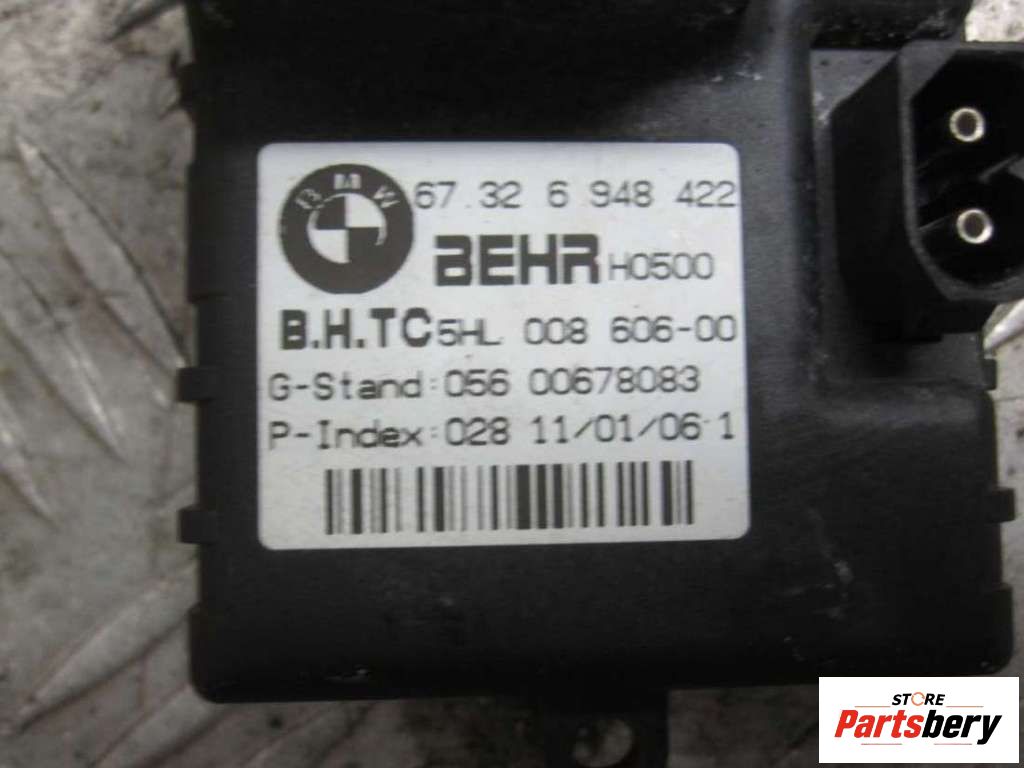 BMW 67.32 6 948 422
BEHR H0500
B.H.TC 5HL 008 606-00
G-Stand:056 00678083
P-Index:028 11/01/06 1
STORE
Partsbery